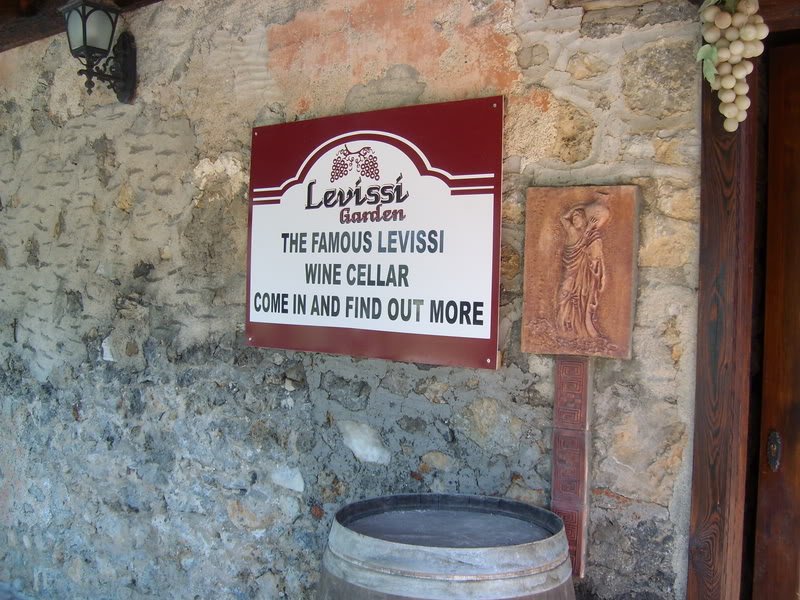 Levissi
Garden
THE FAMOUS LEVISSI
WINE CELLAR
COME IN AND FIND OUT MORE